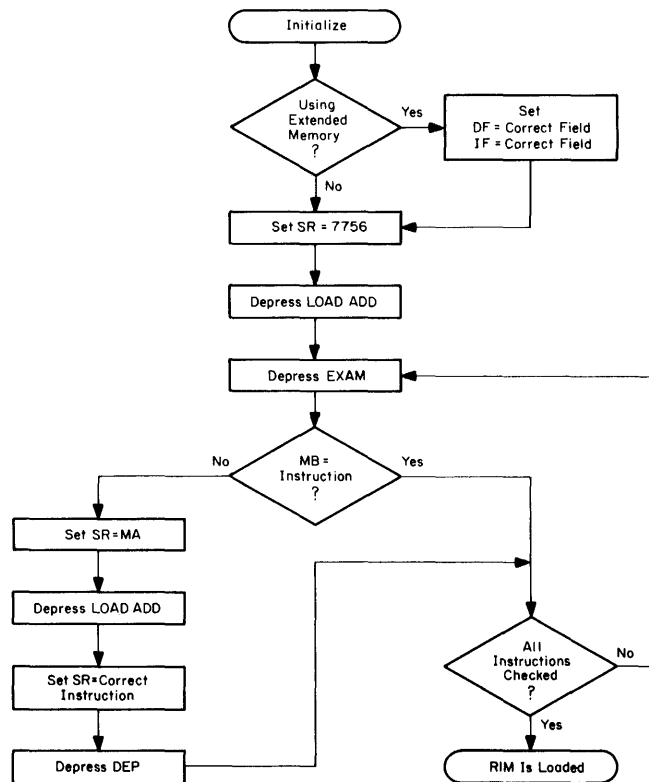 Initialize
Using
Extended
Memory
?
Yes
Set
DF = Correct Field
IF = Correct Field
No
Set SR = 7756
Depress LOAD ADD
Depress EXAM
No
MB =
Instruction
?
Yes
Set SR=MA
Depress LOAD ADD
Set SR=Correct
Instruction
Depress DEP
All
Instructions
Checked
?
No
Yes
RIM Is Loaded